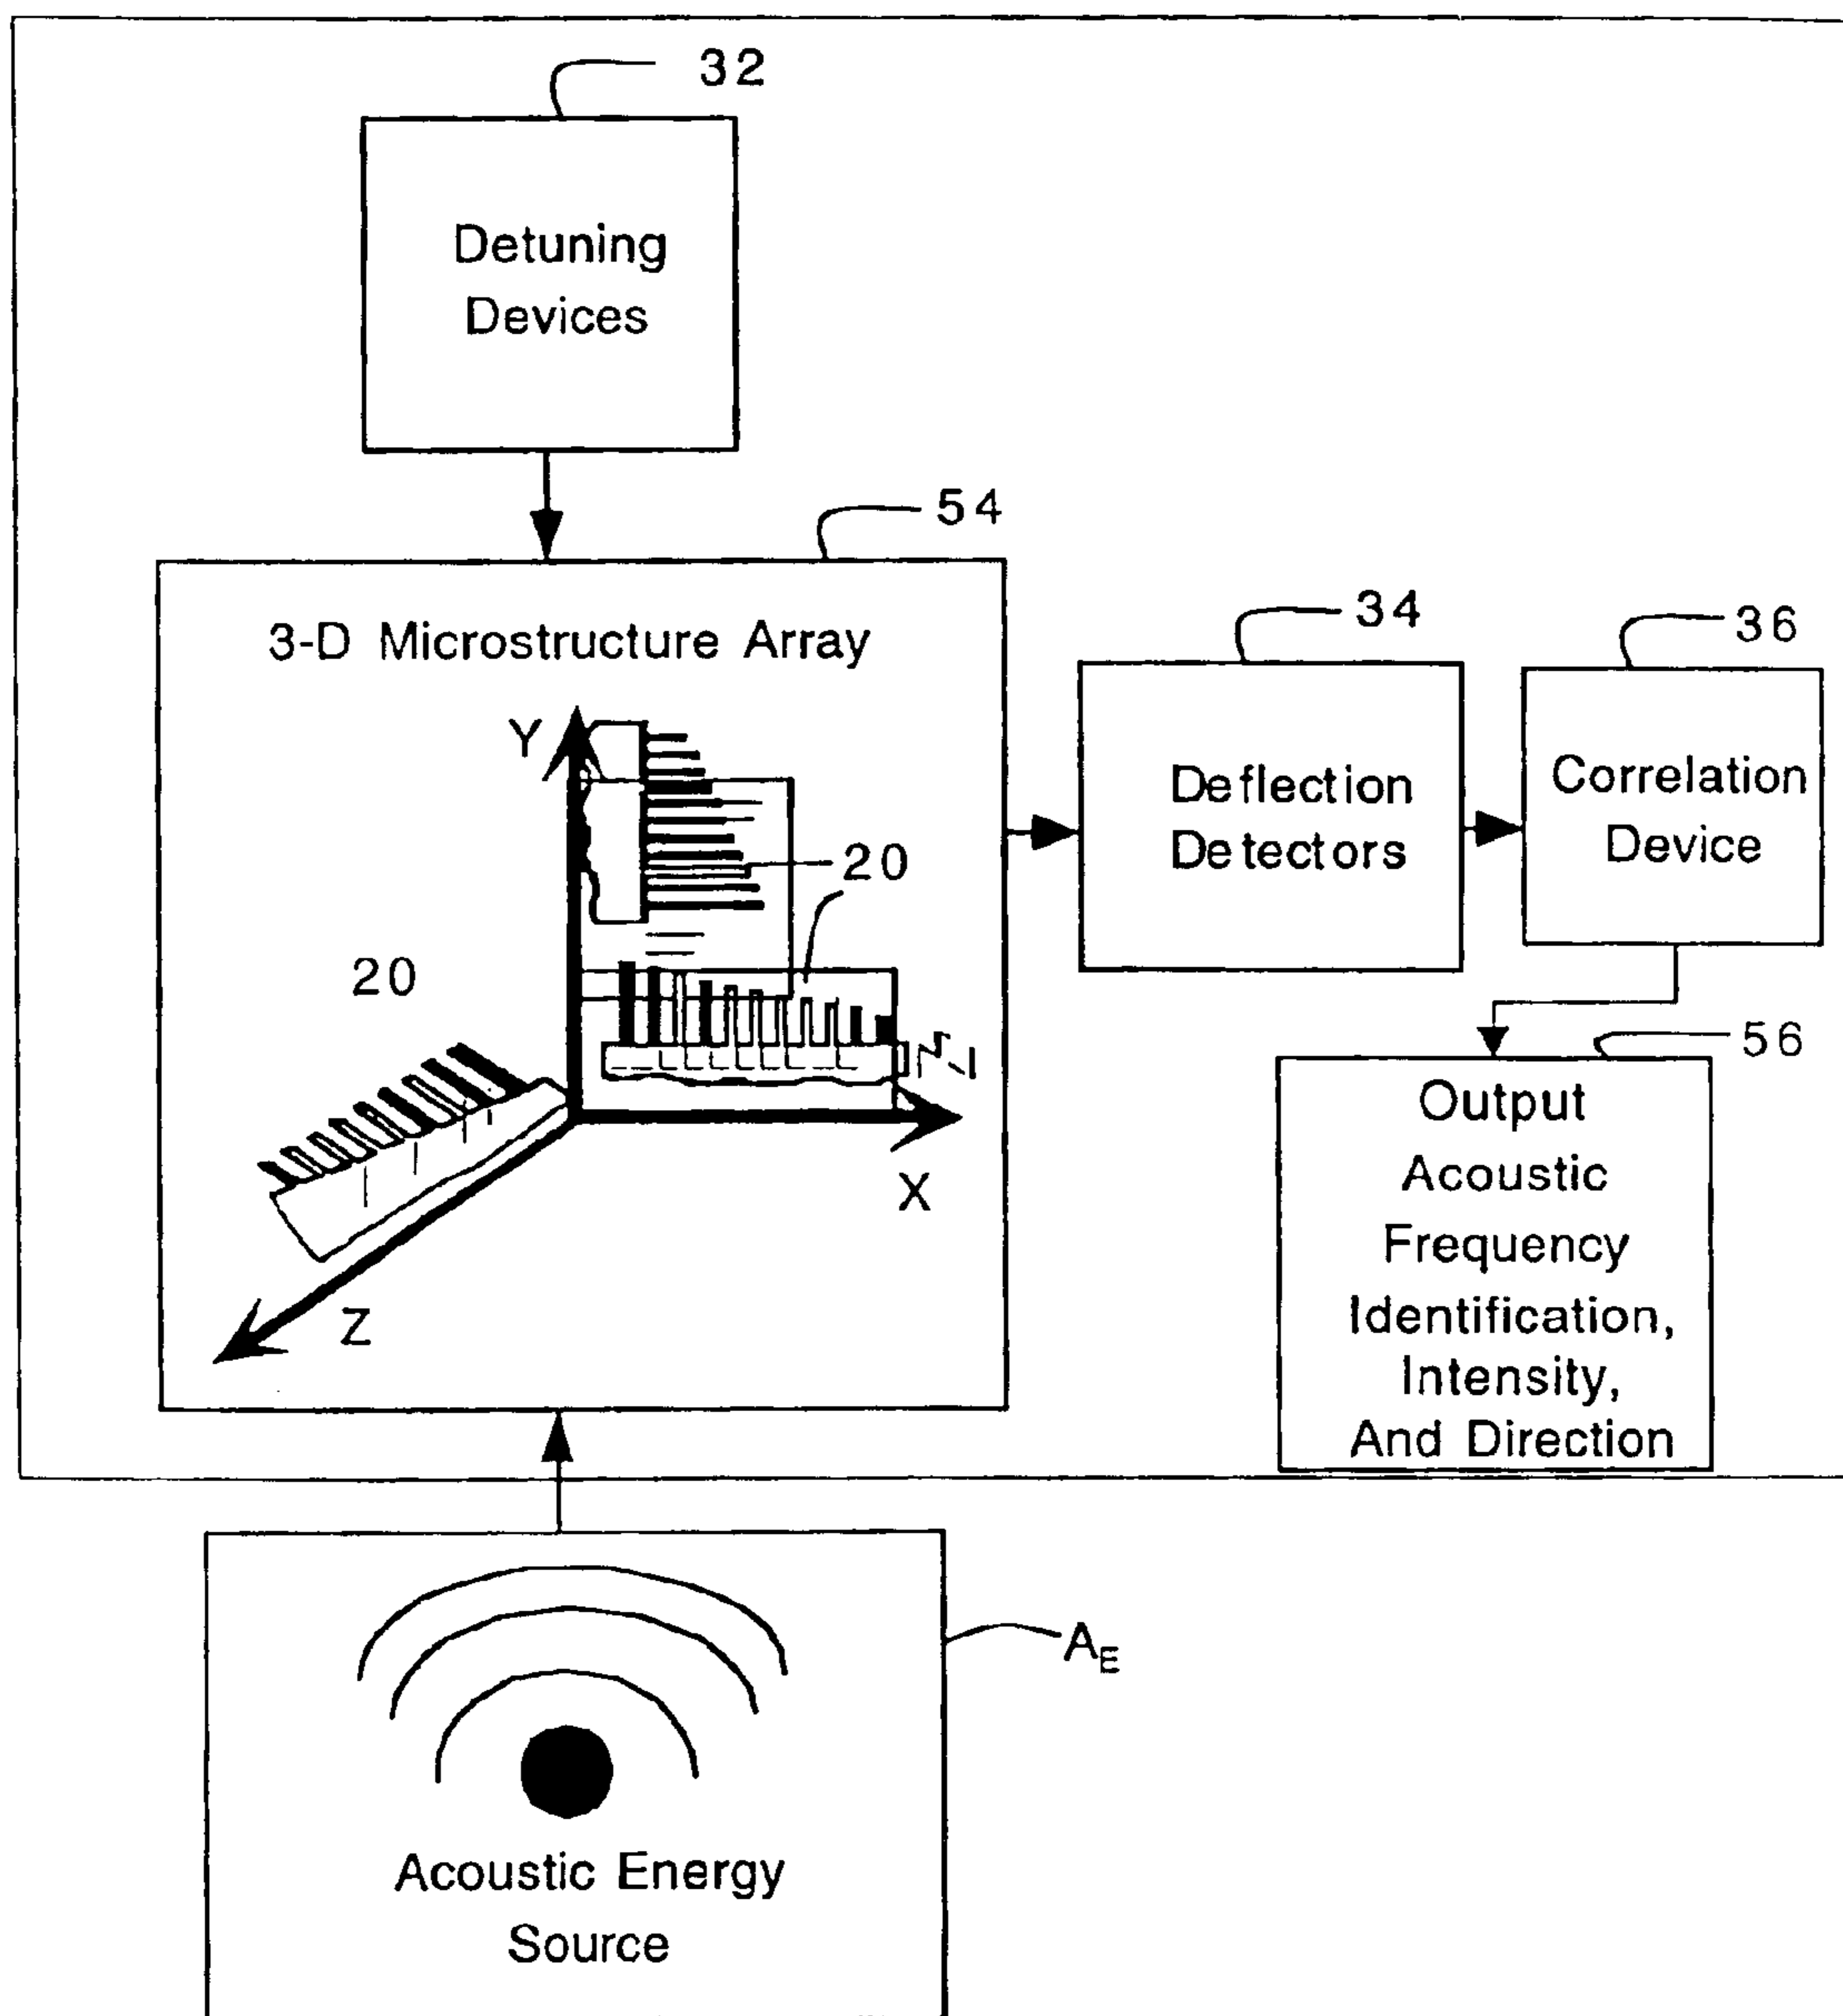 32
Detuning
Devices
54
3-D Microstructure Array
34
36
Y
Deflection
Detectors
Correlation
Device
20
20
X
Z
56
Output
Acoustic
Frequency
Identification,
Intensity,
And Direction
AE
Acoustic Energy
Source